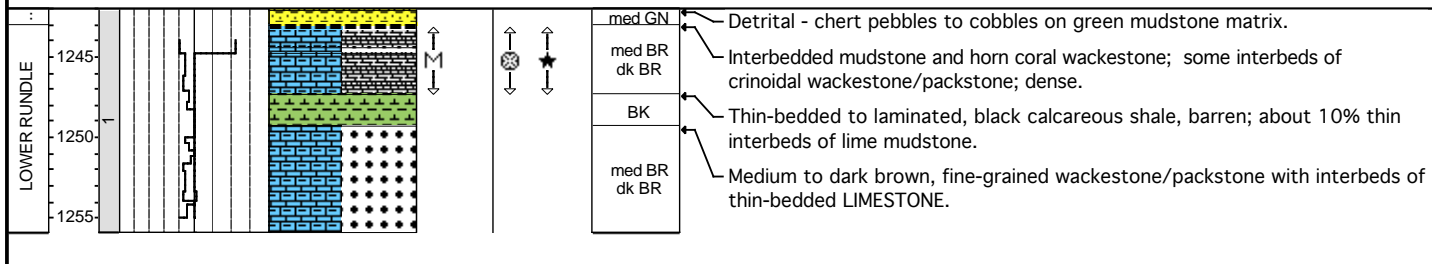 :
LOWER RUNDLE
1245
1250
1255
1
M
med GN
med BR
dk BR
BK
med BR
dk BR
Detrital - chert pebbles to cobbles on green mudstone matrix.
Interbedded mudstone and horn coral wackestone; some interbeds of
crinoidal wackestone/packstone; dense.
Thin-bedded to laminated, black calcareous shale, barren; about 10% thin
interbeds of lime mudstone.
Medium to dark brown, fine-grained wackestone/packstone with interbeds of
thin-bedded LIMESTONE.